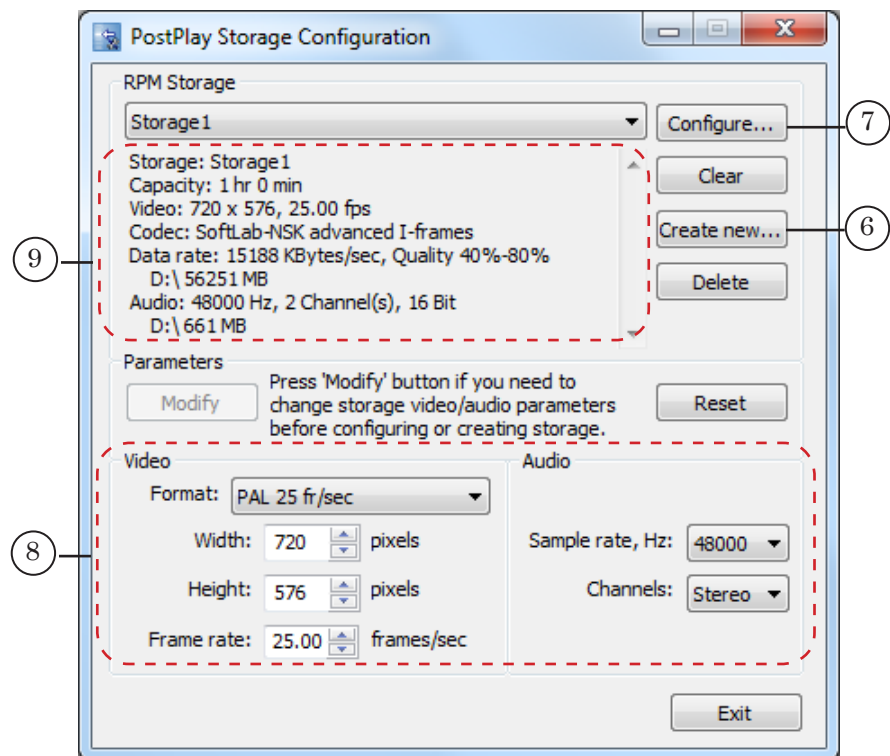 PostPlay Storage Configuration
RPM Storage
Storage1
Configure...
7
Storage: Storage1
Capacity: 1 hr 0 min
Video: 720 x 576, 25.00 fps
Codec: SoftLab-NSK advanced I-frames
Data rate: 15188 KBytes/sec, Quality 40%-80%
D:\ 56251 MB
Audio: 48000 Hz, 2 Channel(s), 16 Bit
D:\ 661 MB
9
Clear
Create new...
6
Delete
Parameters
Modify
Press 'Modify' button if you need to
change storage video/audio parameters
before configuring or creating storage.
Reset
8
Video
Format: PAL 25 fr/sec
Width: 720 pixels
Height: 576 pixels
Frame rate: 25.00 frames/sec
Audio
Sample rate, Hz: 48000
Channels: Stereo
Exit